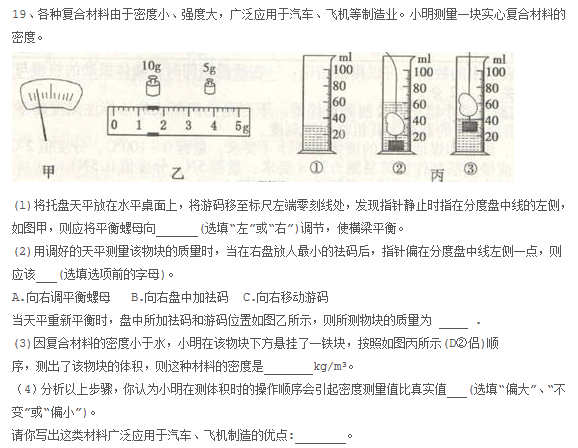 19、各种复合材料由于密度小、强度大，广泛应用于汽车、飞机等制造业。小明测量一块实心复合材料的
密度。
10g 5g
0 1 2 3 4 5g
甲
乙
ml
100
80
60
40
20
①
ml
100
80
60
40
20
②
ml
100
80
60
40
20
③
丙
(1)将托盘天平放在水平桌面上，将游码移至标尺左端零刻线处，发现指针静止时指在分度盘中线的左侧，
如图甲，则应将平衡螺母向______(选填“左”或“右”)调节，使横梁平衡。
(2)用调好的天平测量该物块的质量时，当在右盘放人最小的祛码后，指针偏在分度盘中线左侧一点，则
应该___(选填选项前的字母)。
A.向右调平衡螺母 B.向右盘中加祛码 C.向右移动游码
当天平重新平衡时，盘中所加祛码和游码位置如图乙所示，则所测物块的质量为 ____ .
(3)因复合材料的密度小于水，小明在该物块下方悬挂了一铁块，按照如图丙所示(D②侣)顺
序，测出了该物块的体积，则这种材料的密度是_______kg/m³。
（4）分析以上步骤，你认为小明在测体积时的操作顺序会引起密度测量值比真实值___(选填“偏大”、“不
变”或“偏小”)。
请你写出这类材料广泛应用于汽车、飞机制造的优点:_______。